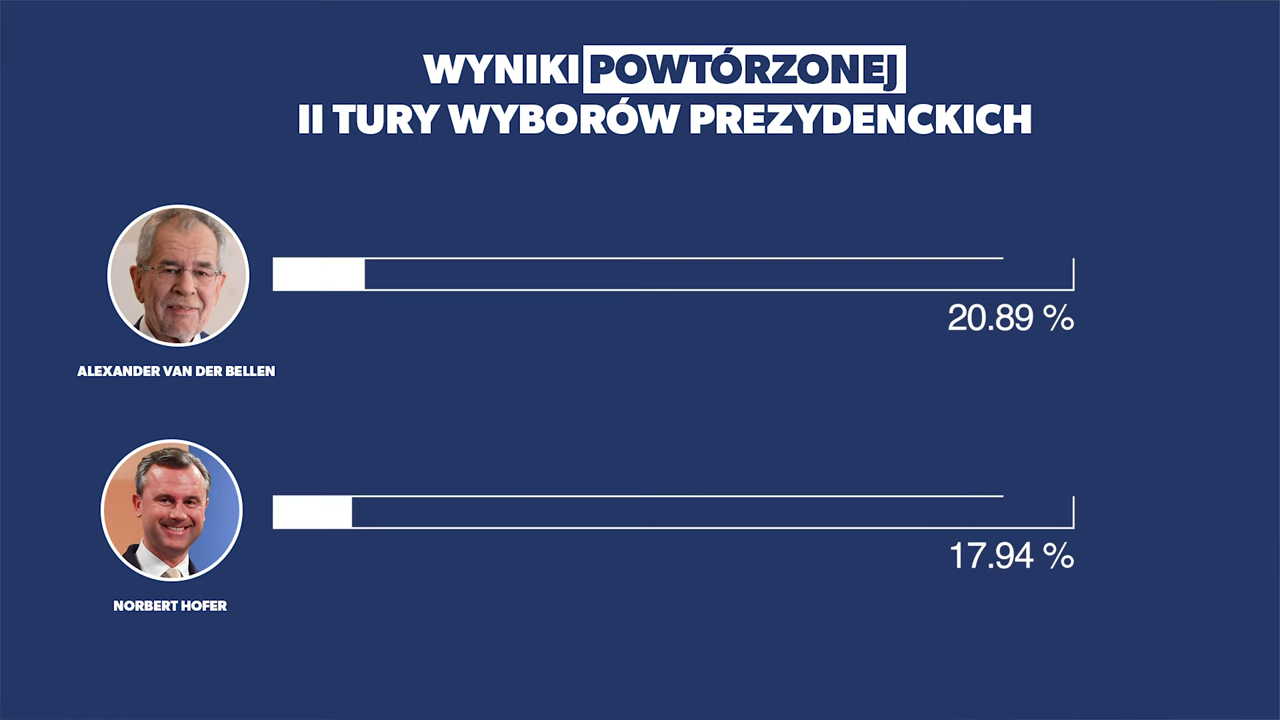 WYNIKI POWTÓRZONEJ
II TURY WYBORÓW PREZYDENCKICH
20.89 %
ALEXANDER VAN DER BELLEN
17.94 %
NORBERT HOFER